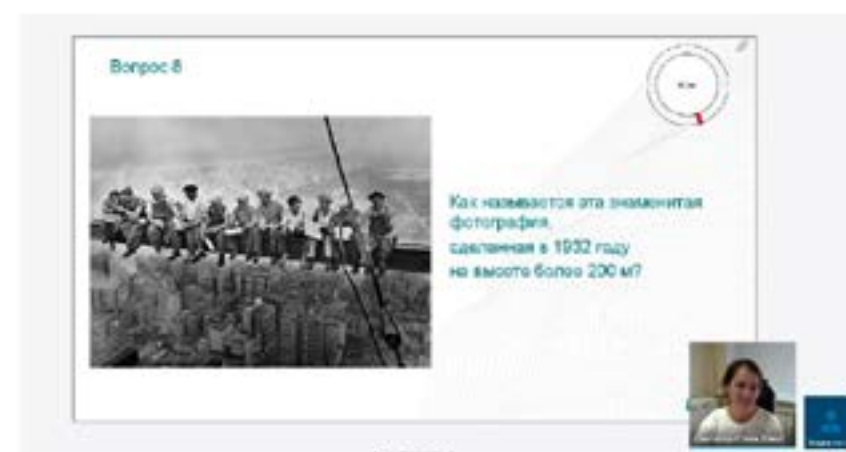 Вопрос 8
Как называется эта знаменитая
фотография,
сделанная в 1932 году
на высоте более 200 м?